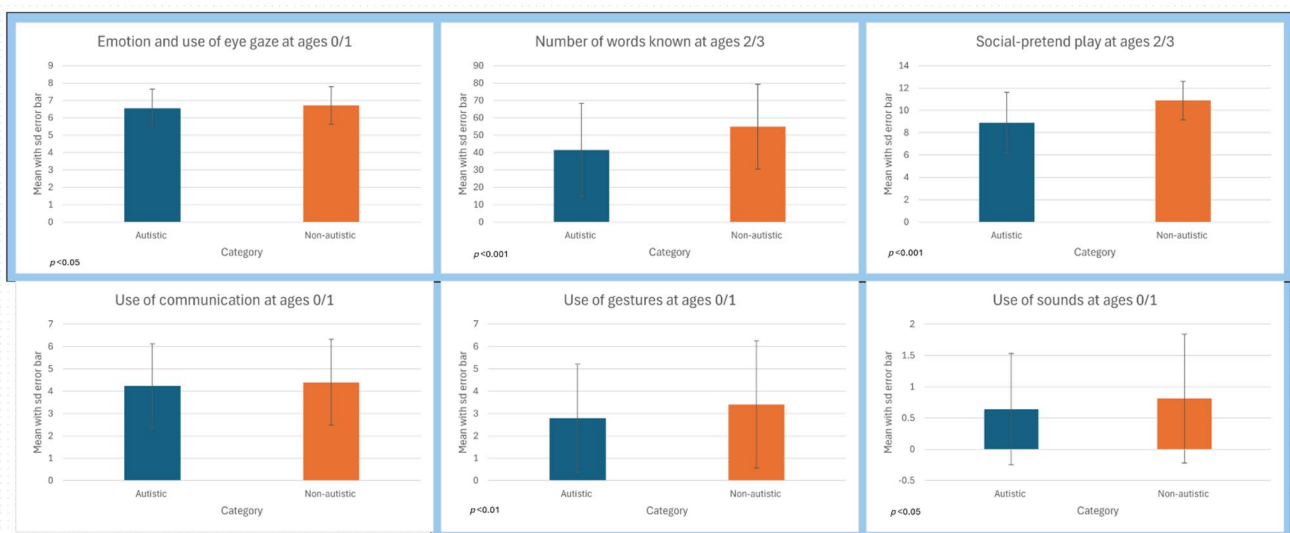 Emotion and use of eye gaze at ages 0/1
Mean with sd error bar
9
8
7
6
5
4
3
2
1
0
Autistic
Non-autistic
Category
p<0.05
Number of words known at ages 2/3
Mean with sd error bar
90
80
70
60
50
40
30
20
10
0
Autistic
Non-autistic
Category
p<0.001
Social-pretend play at ages 2/3
Mean with sd error bar
14
12
10
8
6
4
2
0
Autistic
Non-autistic
Category
p<0.001
Use of communication at ages 0/1
Mean with sd error bar
7
6
5
4
3
2
1
0
Autistic
Non-autistic
Category
Use of gestures at ages 0/1
Mean with sd error bar
7
6
5
4
3
2
1
0
Autistic
Non-autistic
Category
p<0.01
Use of sounds at ages 0/1
Mean with sd error bar
2
1.5
1
0.5
0
-0.5
Autistic
Non-autistic
Category
p<0.05